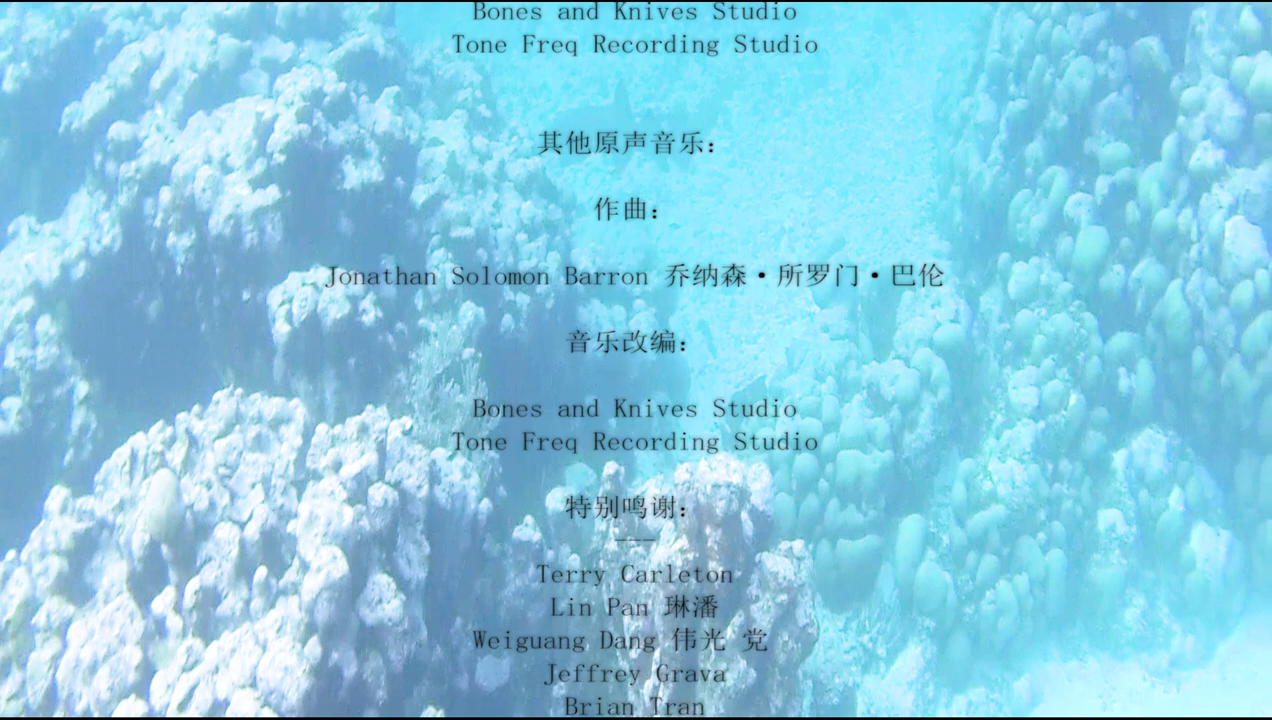 Bones and Knives Studio
Tone Freq Recording Studio
其他原声音乐：
作曲：
Jonathan Solomon Barron 乔纳森·所罗门·巴伦
音乐改编：
Bones and Knives Studio
Tone Freq Recording Studio
特别鸣谢：
———
Terry Carleton
Lin Pan 琳潘
Weiguang Dang 伟光 党
Jeffrey Grava
Brian Tran